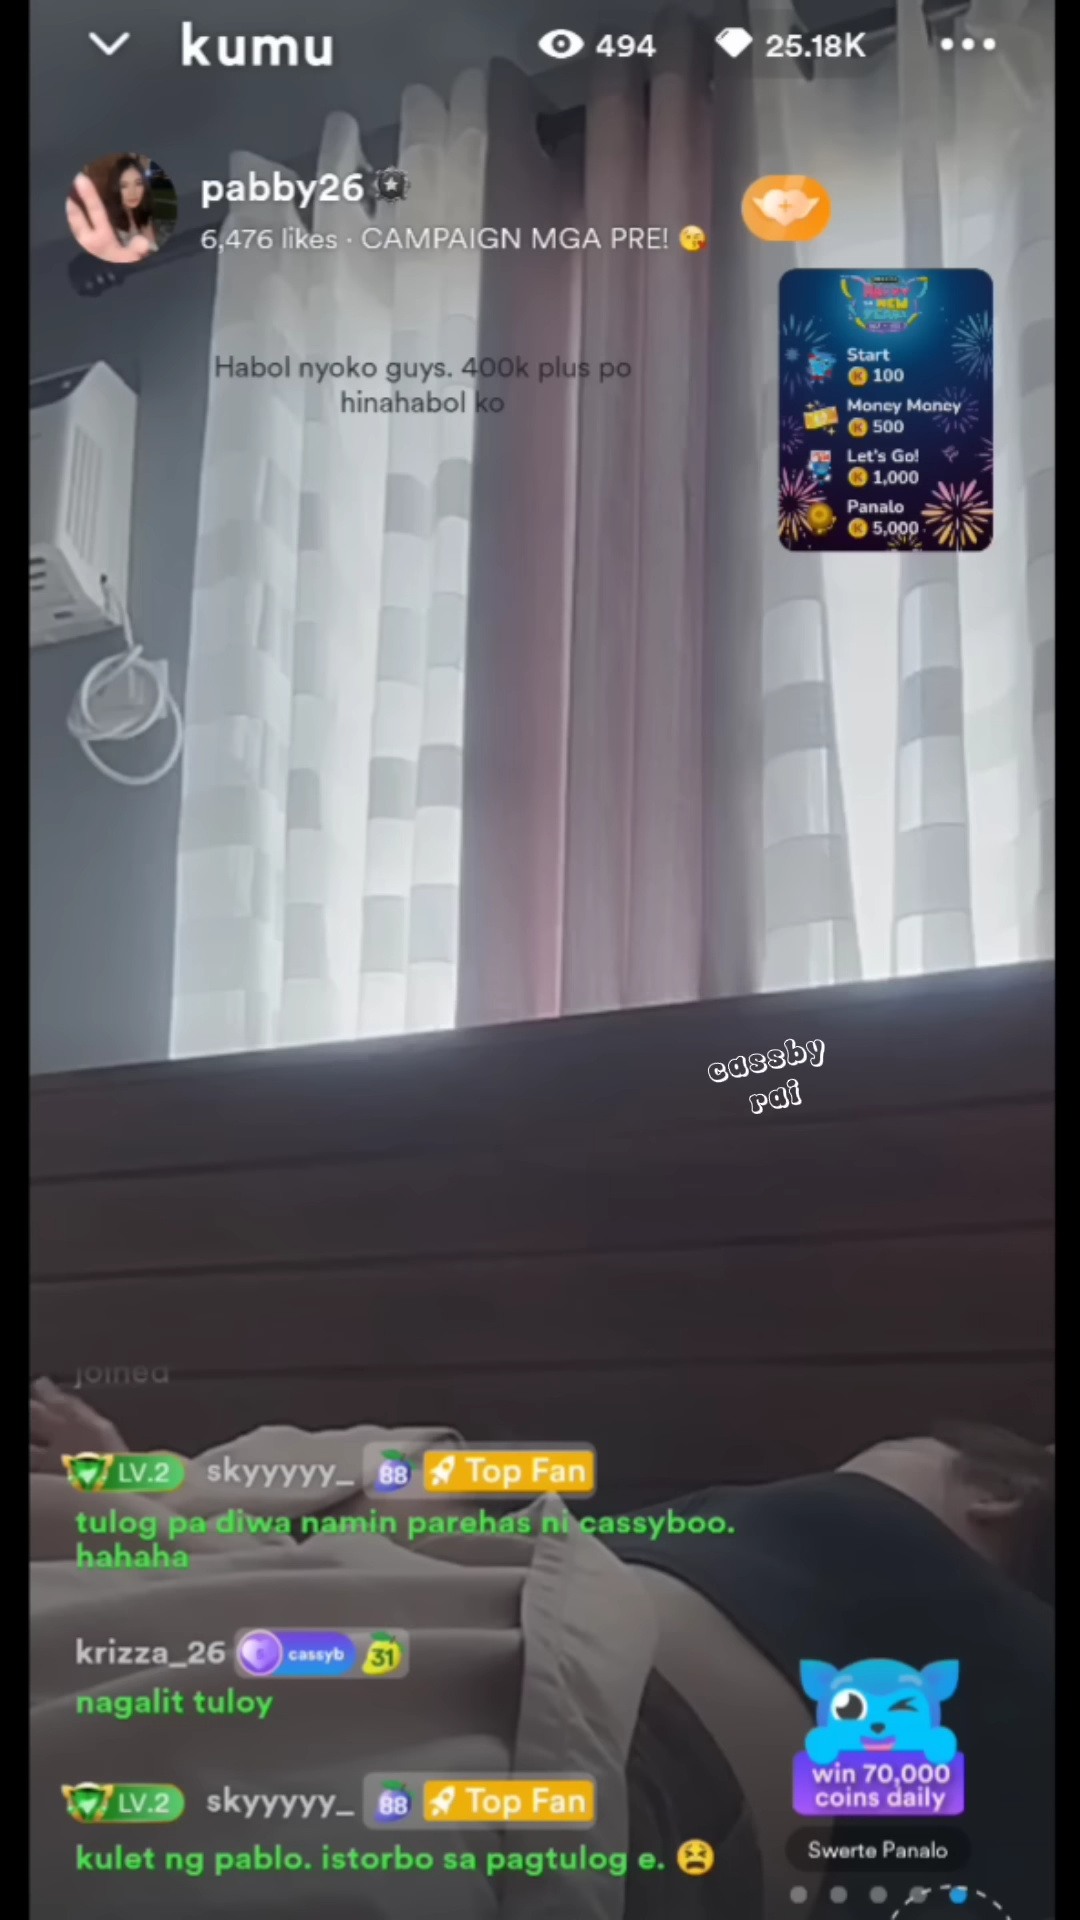 kumu 494 25.18K
pabby26
6,476 likes · CAMPAIGN MGA PRE! 😘
Habol nyoko guys. 400k plus po
hinahabol ko
Start
K 100
Money Money
K 500
Let's Go!
K 1,000
Panalo
K 5,000
cassby
rai
joined
LV.2 skyyyyy_ 88 Top Fan
tulog pa diwa namin parehas ni cassyboo.
hahaha
krizza_26 cassyb 31
nagalit tuloy
LV.2 skyyyyy_ 88 Top Fan
kulet ng pablo. istorbo sa pagtulog e. 😫
win 70,000
coins daily
Swerte Panalo